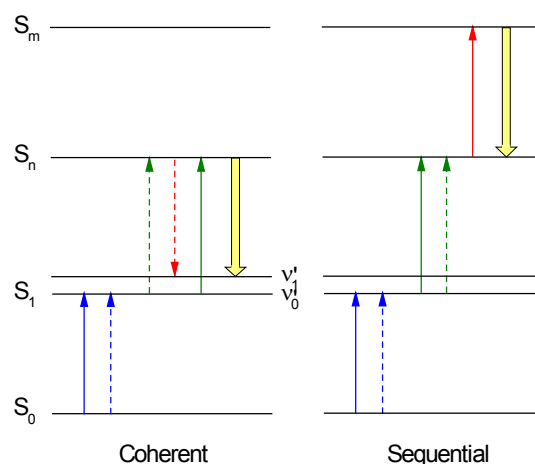 Sₘ
Sₙ
ν'₁
S₁
ν'₀
S₀
Coherent
Sequential